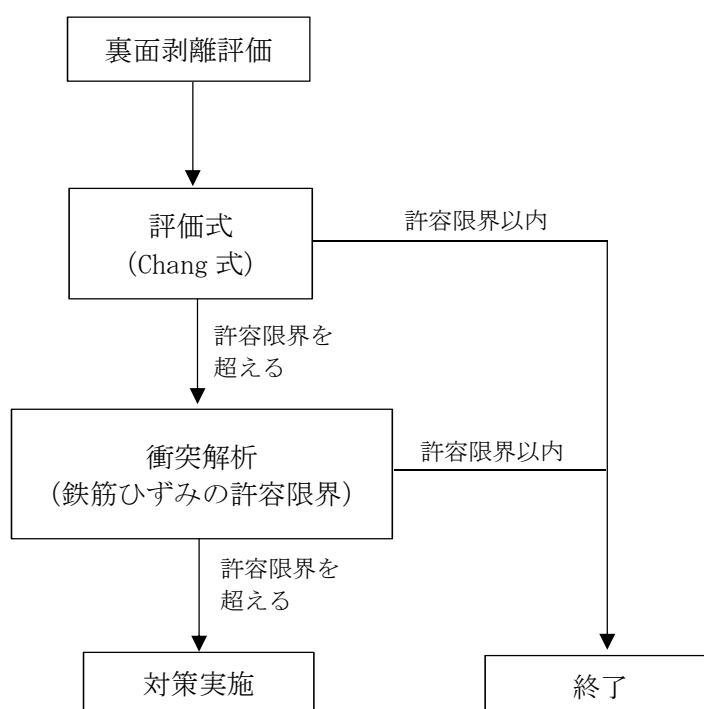 裏面剥離評価
評価式
（Chang 式）
許容限界以内
許容限界を
超える
衝突解析
（鉄筋ひずみの許容限界）
許容限界以内
許容限界を
超える
対策実施
終了